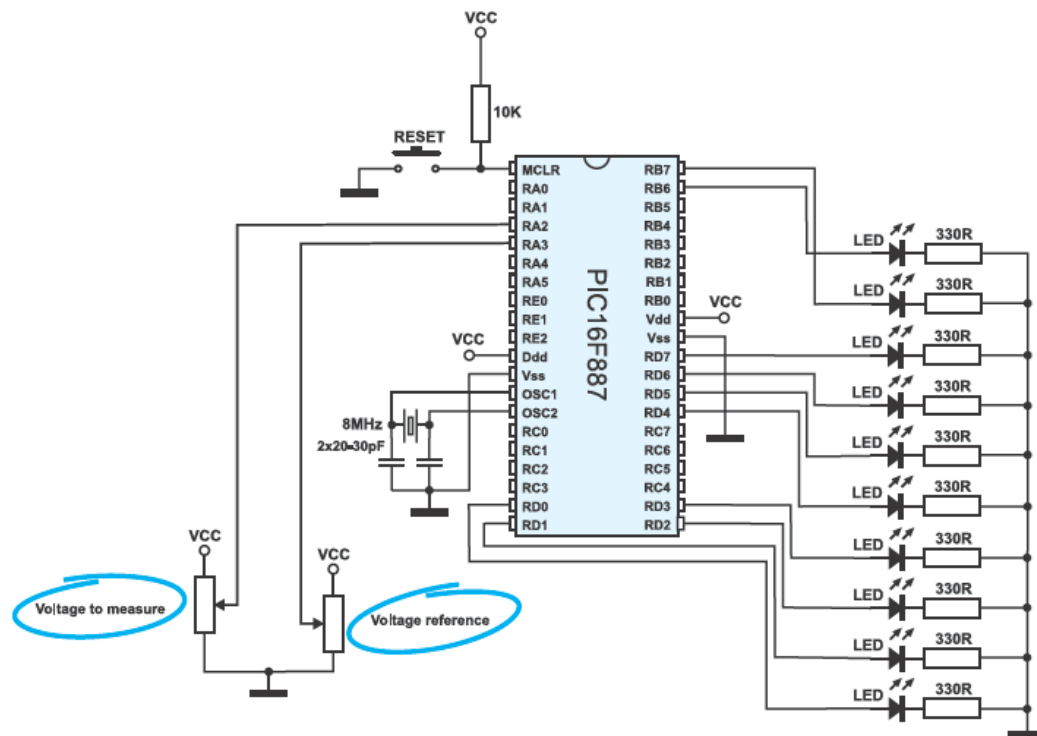 VCC
10K
RESET
MCLR
RA0
RA1
RA2
RA3
RA4
RA5
RE0
RE1
RE2
Ddd
Vss
OSC1
OSC2
RC0
RC1
RC2
RC3
RD0
RD1
PIC16F887
RB7
RB6
RB5
RB4
RB3
RB2
RB1
RB0
Vdd
Vss
RD7
RD6
RD5
RD4
RC7
RC6
RC5
RC4
RD3
RD2
VCC
VCC
8MHz
2x20-30pF
VCC
Voltage to measure
VCC
Voltage reference
LED 330R
LED 330R
LED 330R
LED 330R
LED 330R
LED 330R
LED 330R
LED 330R
LED 330R
LED 330R